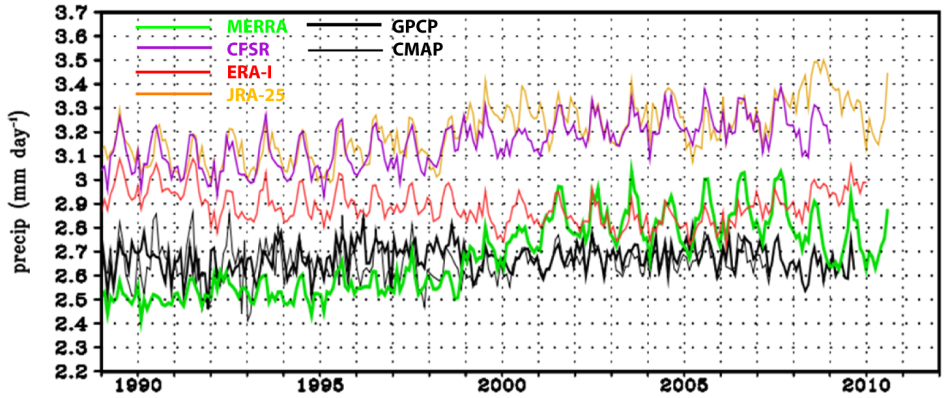 3.7
3.6
3.5
3.4
3.3
3.2
3.1
3
2.9
2.8
2.7
2.6
2.5
2.4
2.3
2.2
precip (mm day⁻¹)
MERRA
CFSR
ERA-I
JRA-25
GPCP
CMAP
1990 1995 2000 2005 2010